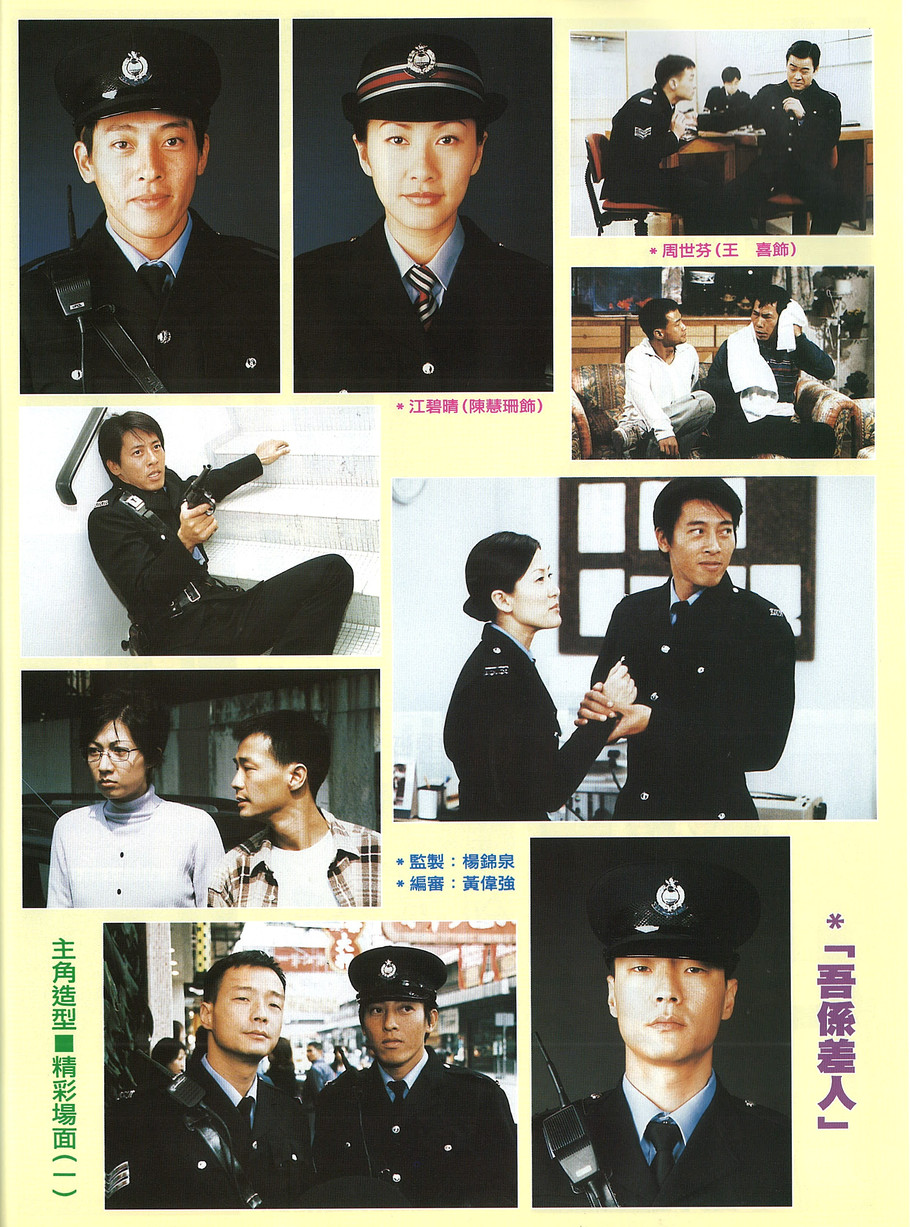 *周世芬(王　喜飾)
*江碧晴(陳慧珊飾)
*監製：楊錦泉
*編審：黃偉強
*「吾係差人」
主角造型■精彩場面(一)